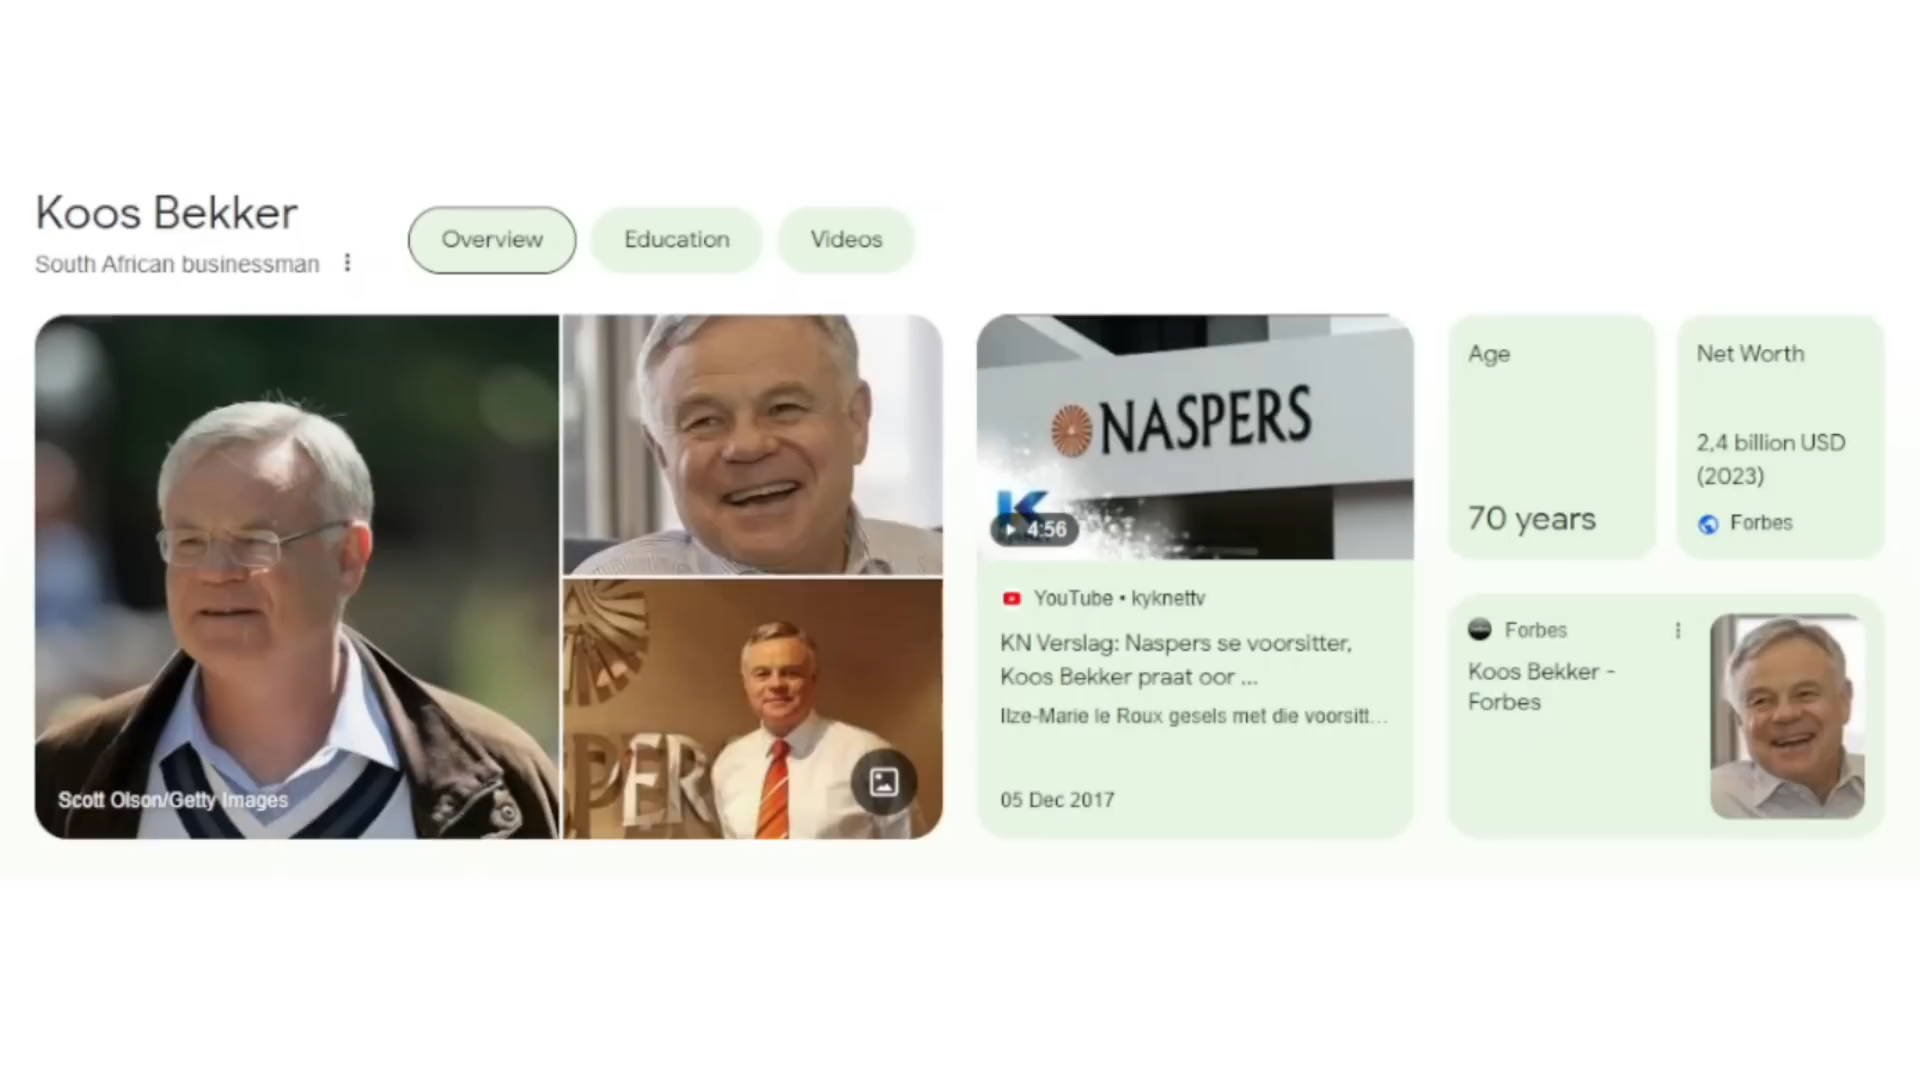 Koos Bekker
South African businessman
Overview
Education
Videos
Scott Olson/Getty Images
PER
NASPERS
K
4:56
YouTube • kyknettv
KN Verslag: Naspers se voorsitter,
Koos Bekker praat oor ...
Ilze-Marie le Roux gesels met die voorsitt...
05 Dec 2017
Age
70 years
Net Worth
2,4 billion USD
(2023)
Forbes
Forbes
Koos Bekker -
Forbes